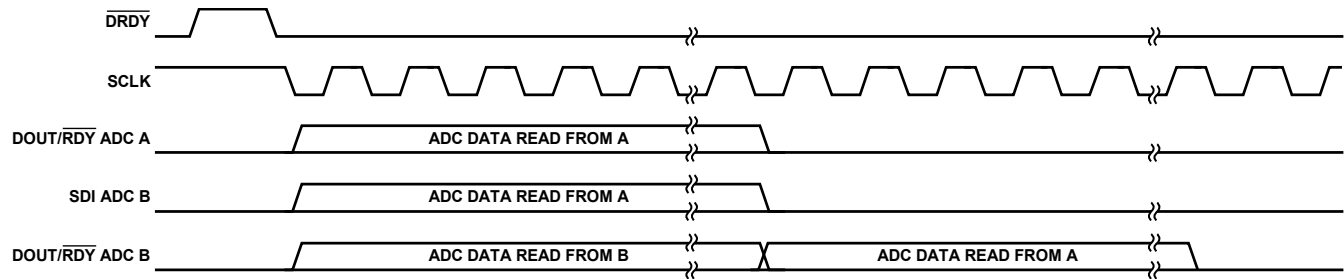 DRDY
SCLK
DOUT/RDY ADC A
ADC DATA READ FROM A
SDI ADC B
ADC DATA READ FROM A
DOUT/RDY ADC B
ADC DATA READ FROM B
ADC DATA READ FROM A